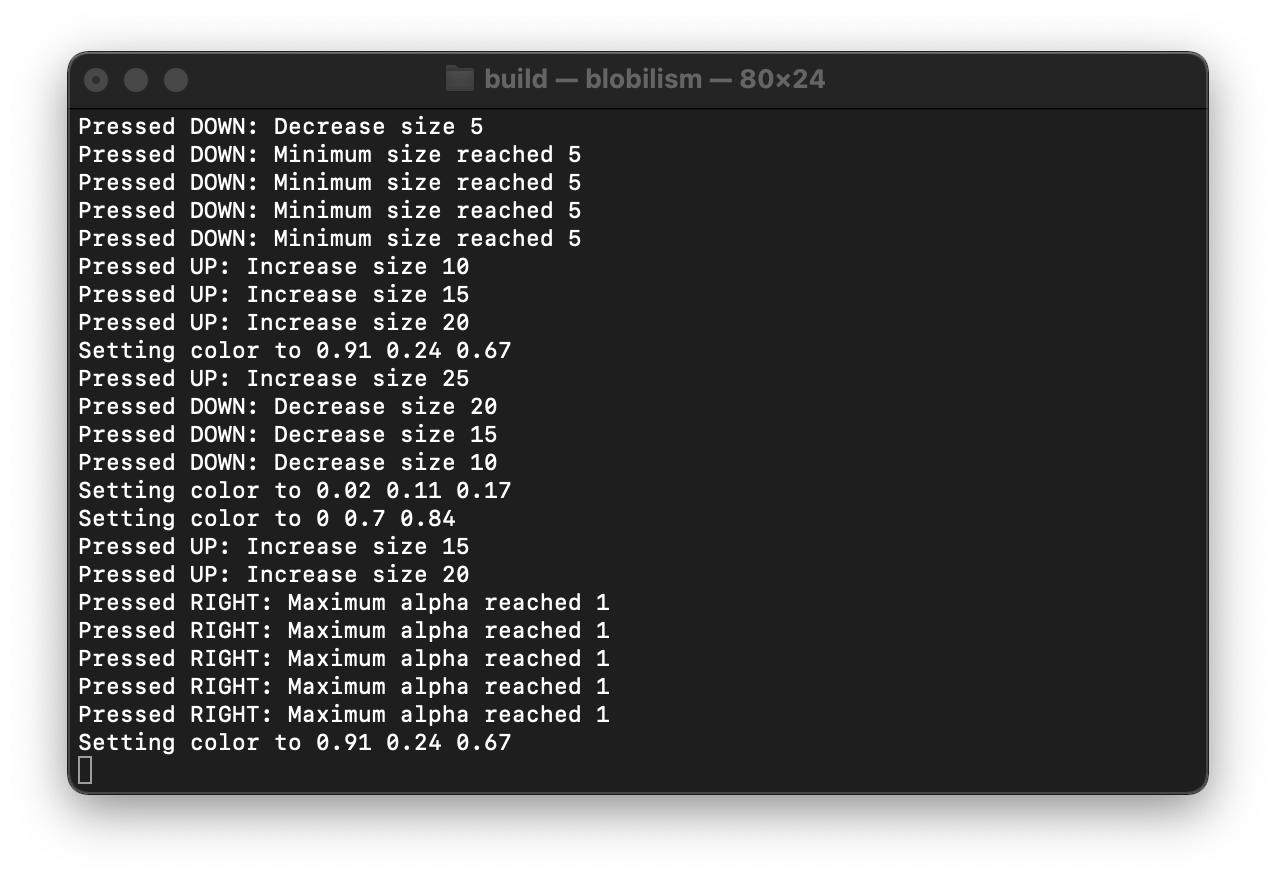 build — blobilism — 80×24
Pressed DOWN: Decrease size 5
Pressed DOWN: Minimum size reached 5
Pressed DOWN: Minimum size reached 5
Pressed DOWN: Minimum size reached 5
Pressed DOWN: Minimum size reached 5
Pressed UP: Increase size 10
Pressed UP: Increase size 15
Pressed UP: Increase size 20
Setting color to 0.91 0.24 0.67
Pressed UP: Increase size 25
Pressed DOWN: Decrease size 20
Pressed DOWN: Decrease size 15
Pressed DOWN: Decrease size 10
Setting color to 0.02 0.11 0.17
Setting color to 0 0.7 0.84
Pressed UP: Increase size 15
Pressed UP: Increase size 20
Pressed RIGHT: Maximum alpha reached 1
Pressed RIGHT: Maximum alpha reached 1
Pressed RIGHT: Maximum alpha reached 1
Pressed RIGHT: Maximum alpha reached 1
Pressed RIGHT: Maximum alpha reached 1
Setting color to 0.91 0.24 0.67